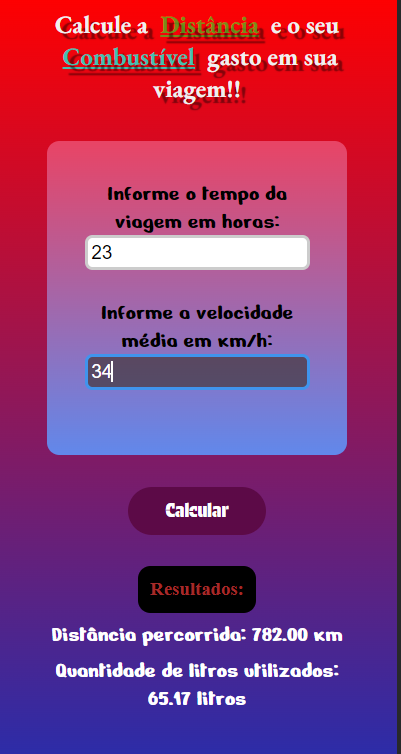 Calcule a Distância e o seu
Combustível gasto em sua
viagem!!
Informe o tempo da
viagem em horas:
23
Informe a velocidade
média em km/h:
34
Calcular
Resultados:
Distância percorrida: 782.00 km
Quantidade de litros utilizados:
65.17 litros